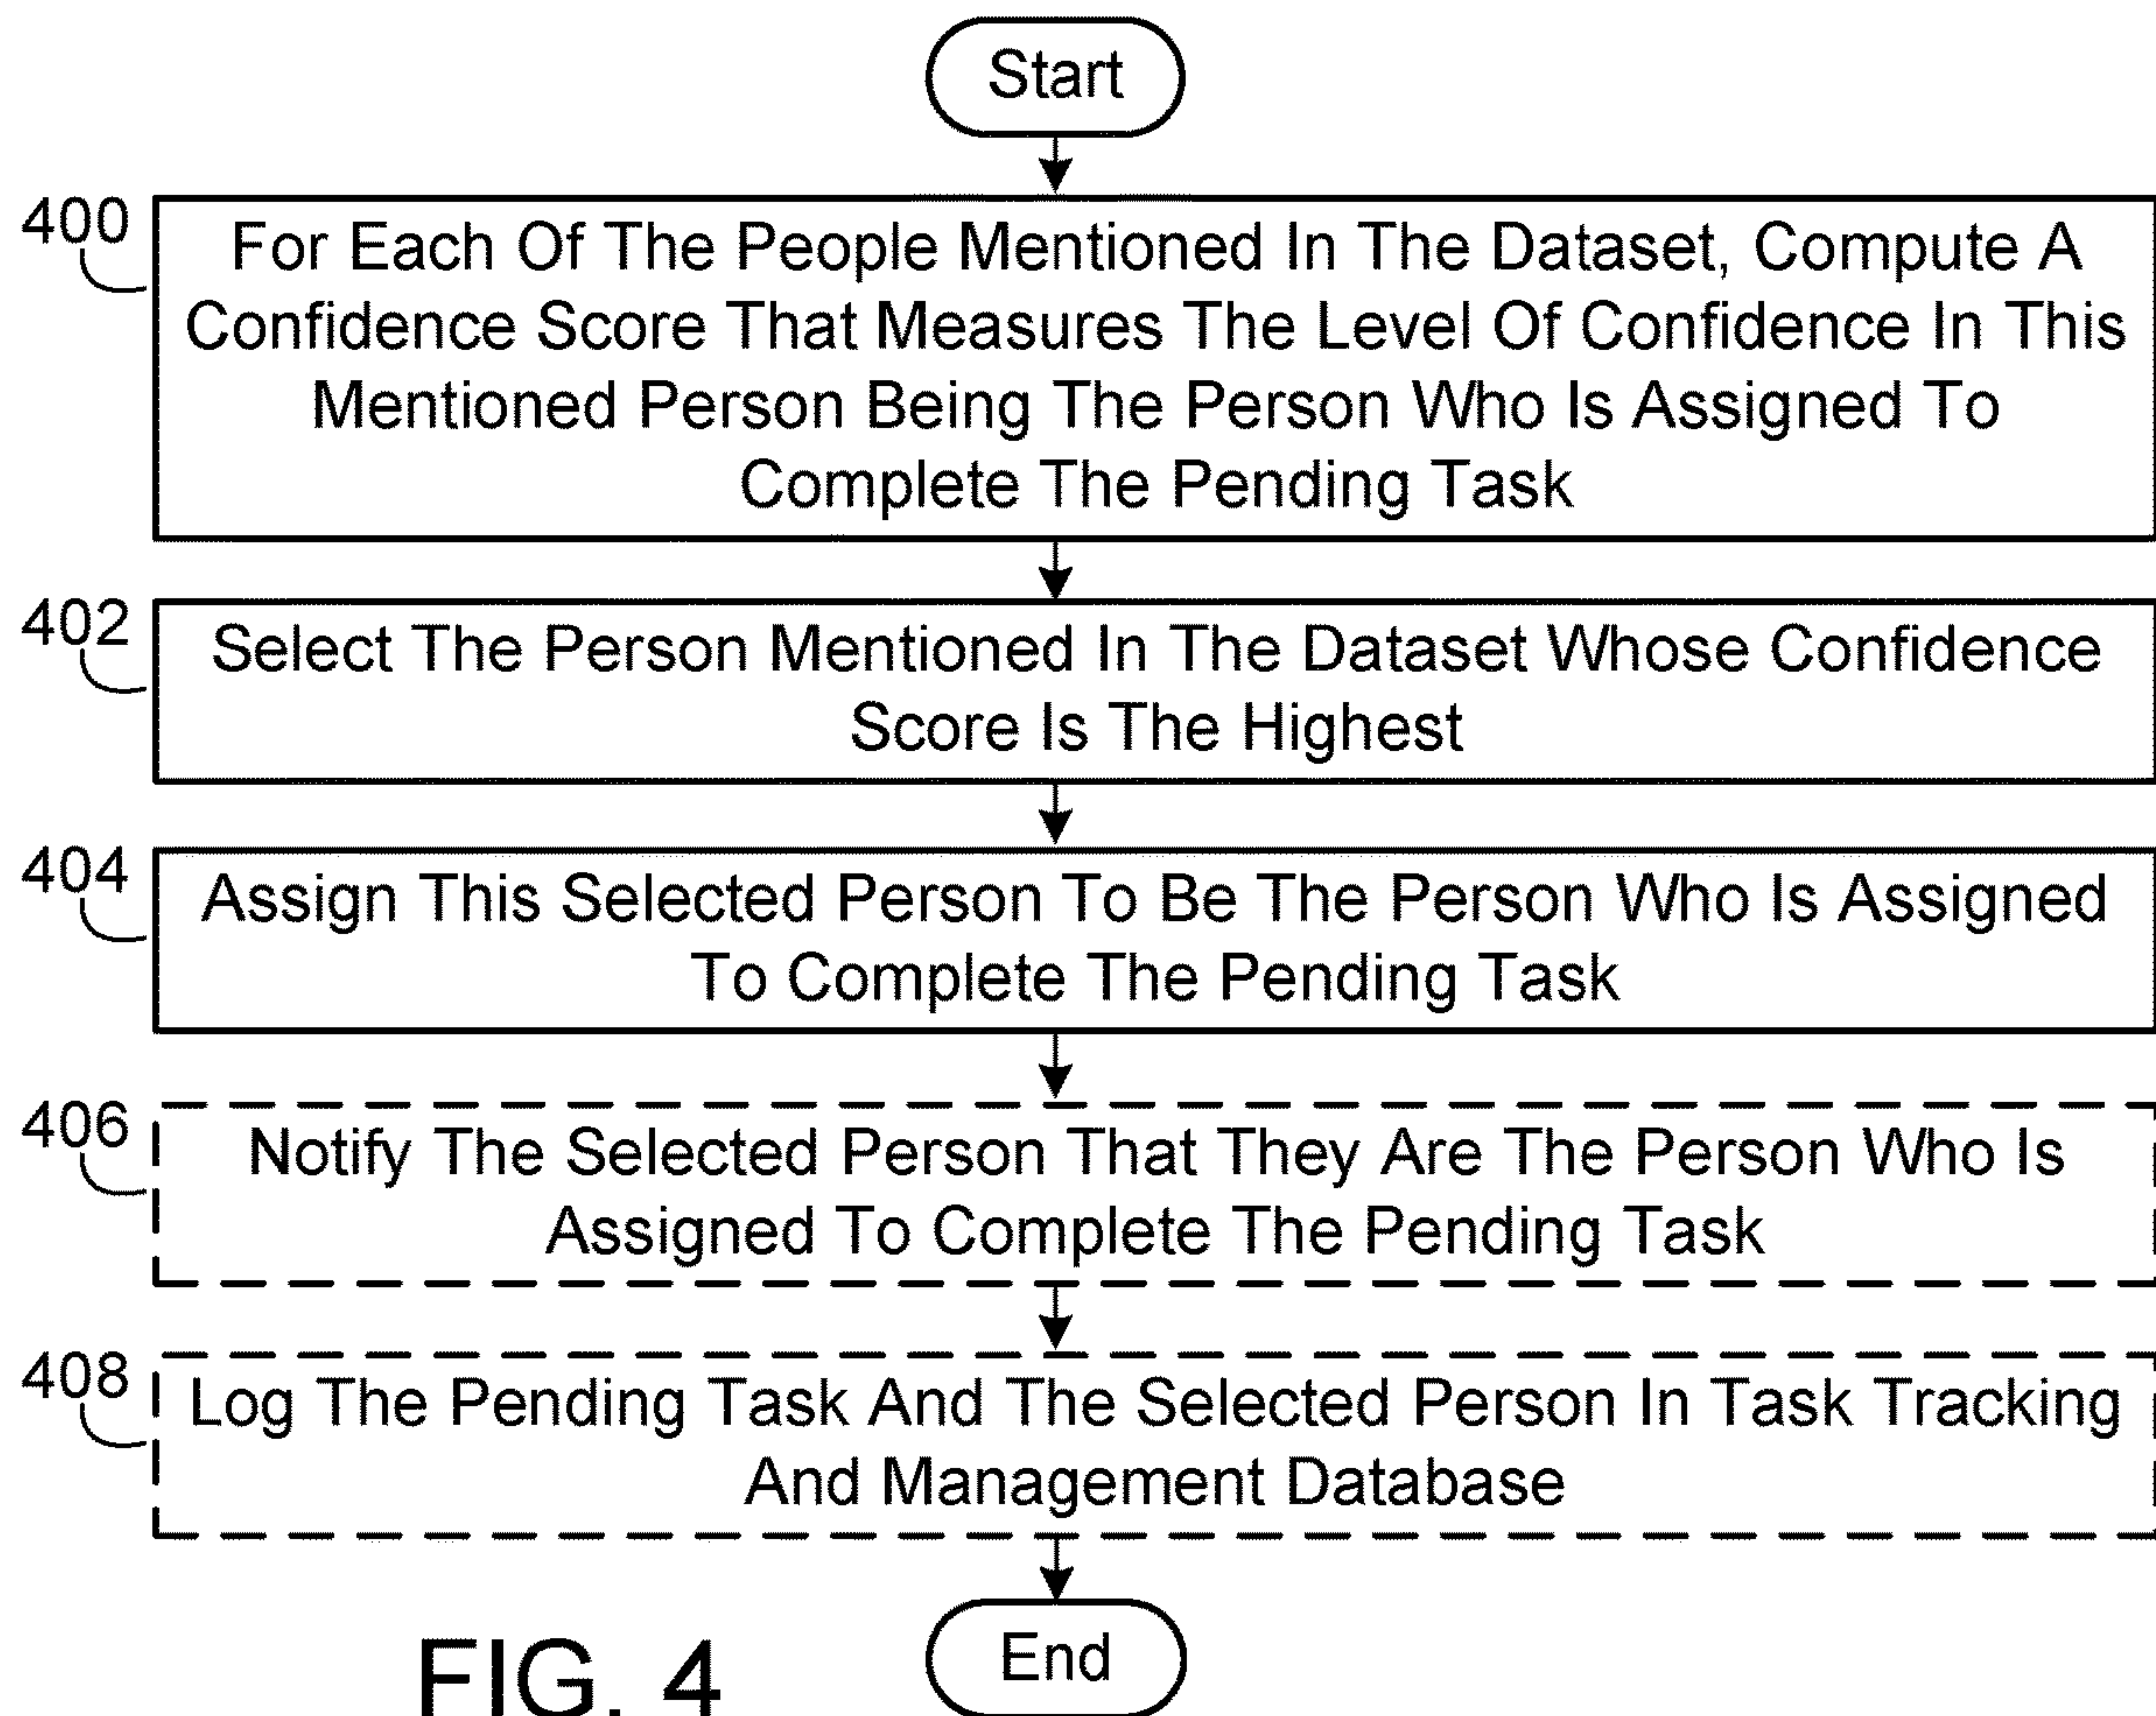 Start
400
For Each Of The People Mentioned In The Dataset, Compute A
Confidence Score That Measures The Level Of Confidence In This
Mentioned Person Being The Person Who Is Assigned To
Complete The Pending Task
402
Select The Person Mentioned In The Dataset Whose Confidence
Score Is The Highest
404
Assign This Selected Person To Be The Person Who Is Assigned
To Complete The Pending Task
406
Notify The Selected Person That They Are The Person Who Is
Assigned To Complete The Pending Task
408
Log The Pending Task And The Selected Person In Task Tracking
And Management Database
End
FIG. 4